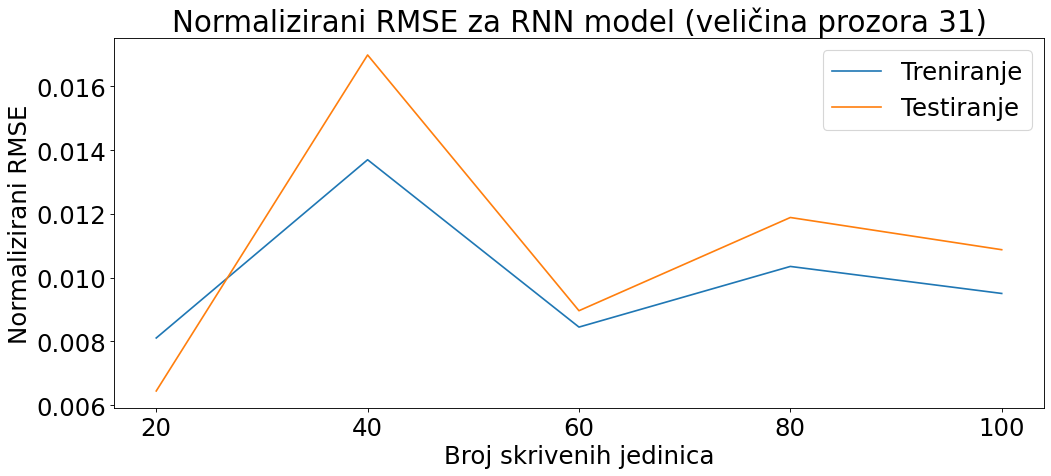 Normalizirani RMSE za RNN model (veličina prozora 31)
Treniranje
Testiranje
Normalizirani RMSE
0.016
0.014
0.012
0.010
0.008
0.006
20 40 60 80 100
Broj skrivenih jedinica